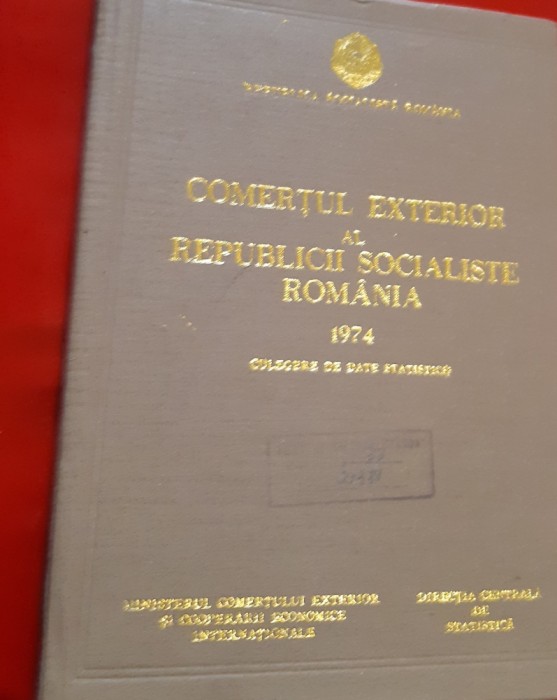 REPUBLICA SOCIALISTĂ ROMÂNIA
COMERȚUL EXTERIOR
AL
REPUBLICII SOCIALISTE
ROMÂNIA
1974
CULEGERE DE DATE STATISTICE
MINISTERUL COMERȚULUI EXTERIOR
ȘI COOPERĂRII ECONOMICE
INTERNAȚIONALE
DIRECȚIA CENTRALĂ
DE
STATISTICĂ